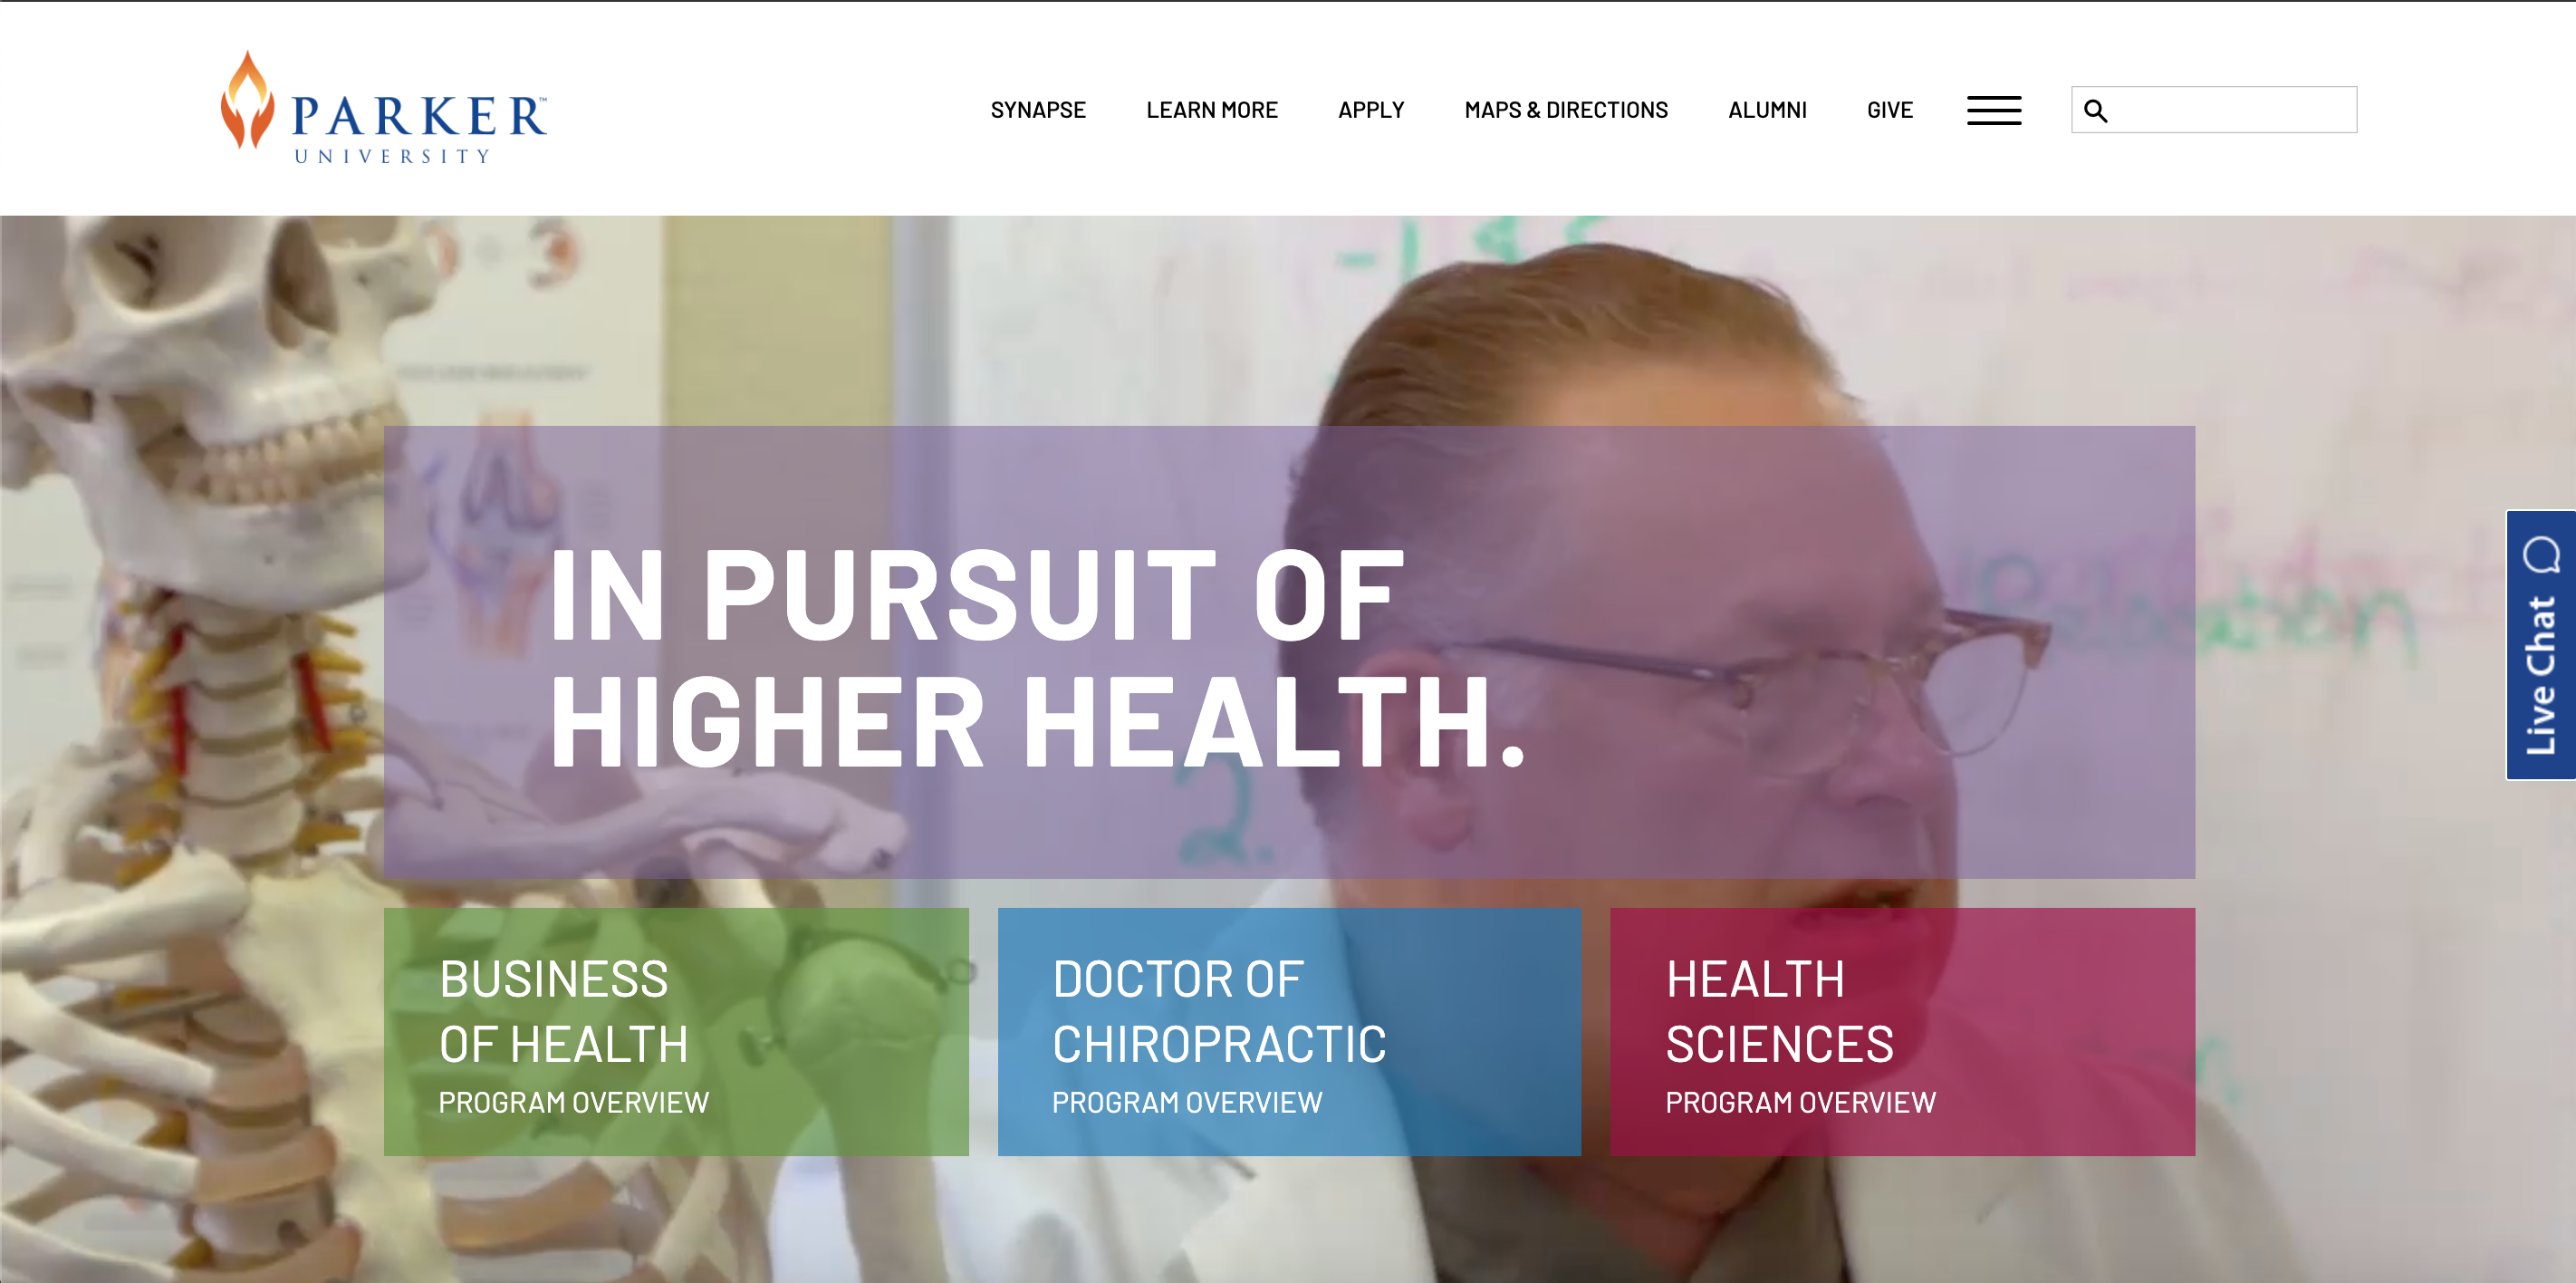 PARKER™
UNIVERSITY
SYNAPSE
LEARN MORE
APPLY
MAPS & DIRECTIONS
ALUMNI
GIVE
IN PURSUIT OF
HIGHER HEALTH.
2.
Live Chat
BUSINESS
OF HEALTH
PROGRAM OVERVIEW
DOCTOR OF
CHIROPRACTIC
PROGRAM OVERVIEW
HEALTH
SCIENCES
PROGRAM OVERVIEW